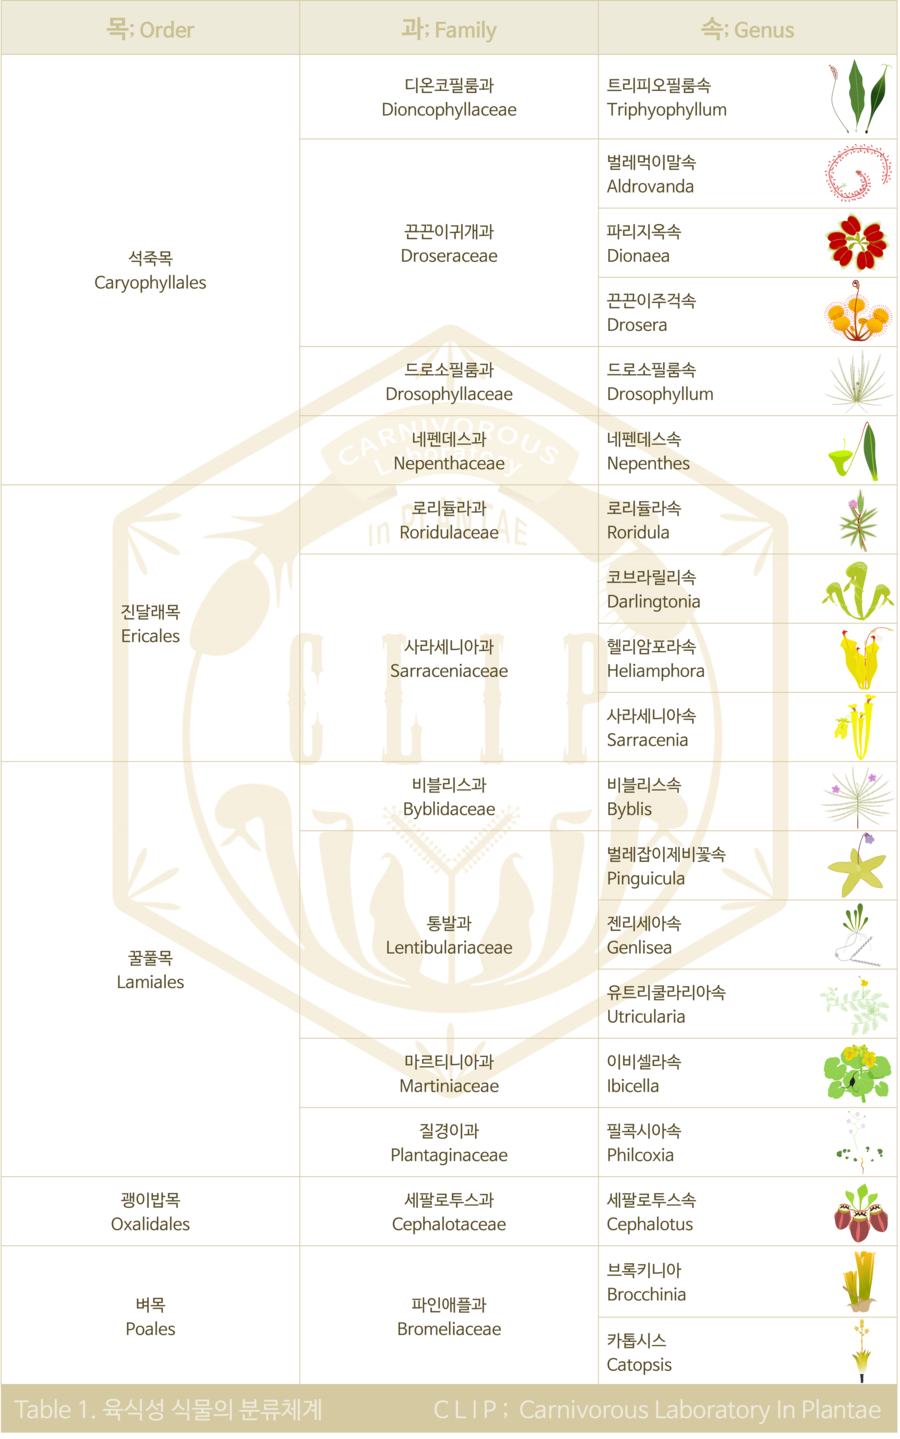 목; Order
과; Family
속; Genus
석죽목
Caryophyllales
디온코필룸과
Dioncophyllaceae
트리피오필룸속
Triphyophyllum
끈끈이귀개과
Droseraceae
벌레먹이말속
Aldrovanda
파리지옥속
Dionaea
끈끈이주걱속
Drosera
드로소필룸과
Drosophyllaceae
드로소필룸속
Drosophyllum
네펜데스과
Nepenthaceae
네펜데스속
Nepenthes
진달래목
Ericales
로리듈라과
Roridulaceae
로리듈라속
Roridula
사라세니아과
Sarraceniaceae
코브라릴리속
Darlingtonia
헬리암포라속
Heliamphora
사라세니아속
Sarracenia
꿀풀목
Lamiales
비블리스과
Byblidaceae
비블리스속
Byblis
통발과
Lentibulariaceae
벌레잡이제비꽃속
Pinguicula
젠리세아속
Genlisea
유트리쿨라리아속
Utricularia
마르티니아과
Martiniaceae
이비셀라속
Ibicella
질경이과
Plantaginaceae
필콕시아속
Philcoxia
괭이밥목
Oxalidales
세팔로투스과
Cephalotaceae
세팔로투스속
Cephalotus
벼목
Poales
파인애플과
Bromeliaceae
브록키니아
Brocchinia
카톱시스
Catopsis
CARNIVOROUS
Laboratory
in PLANTAE
CLIP
Table 1. 육식성 식물의 분류체계
C L I P ; Carnivorous Laboratory In Plantae